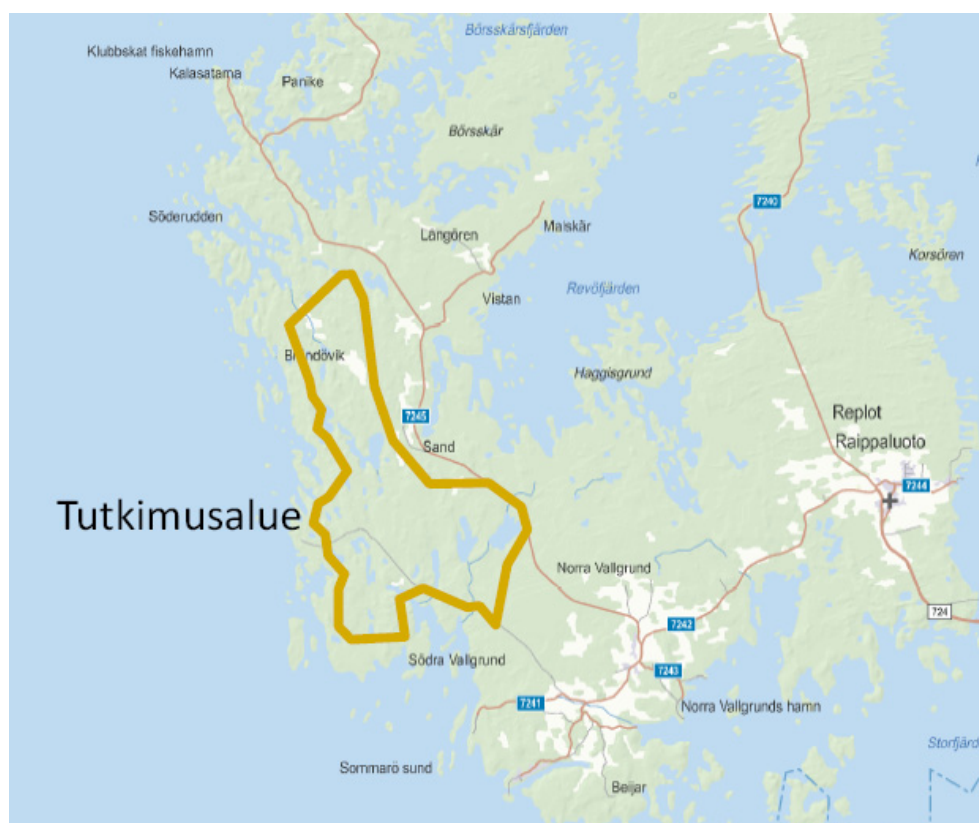 Börsskärsfjärden
Klubbskat fiskehamn
Kalasatama
Panike
Börsskär
7240
Söderudden
Långören
Maiskär
Korsören
Revöfjärden
Vistan
Brändövik
Haggisgrund
7245
Sand
Replot
Raippaluoto
7244
Tutkimusalue
Norra Vallgrund
724
7242
Södra Vallgrund
7243
7241
Norra Vallgrunds hamn
Storfjärd
Sommarö sund
Beijar